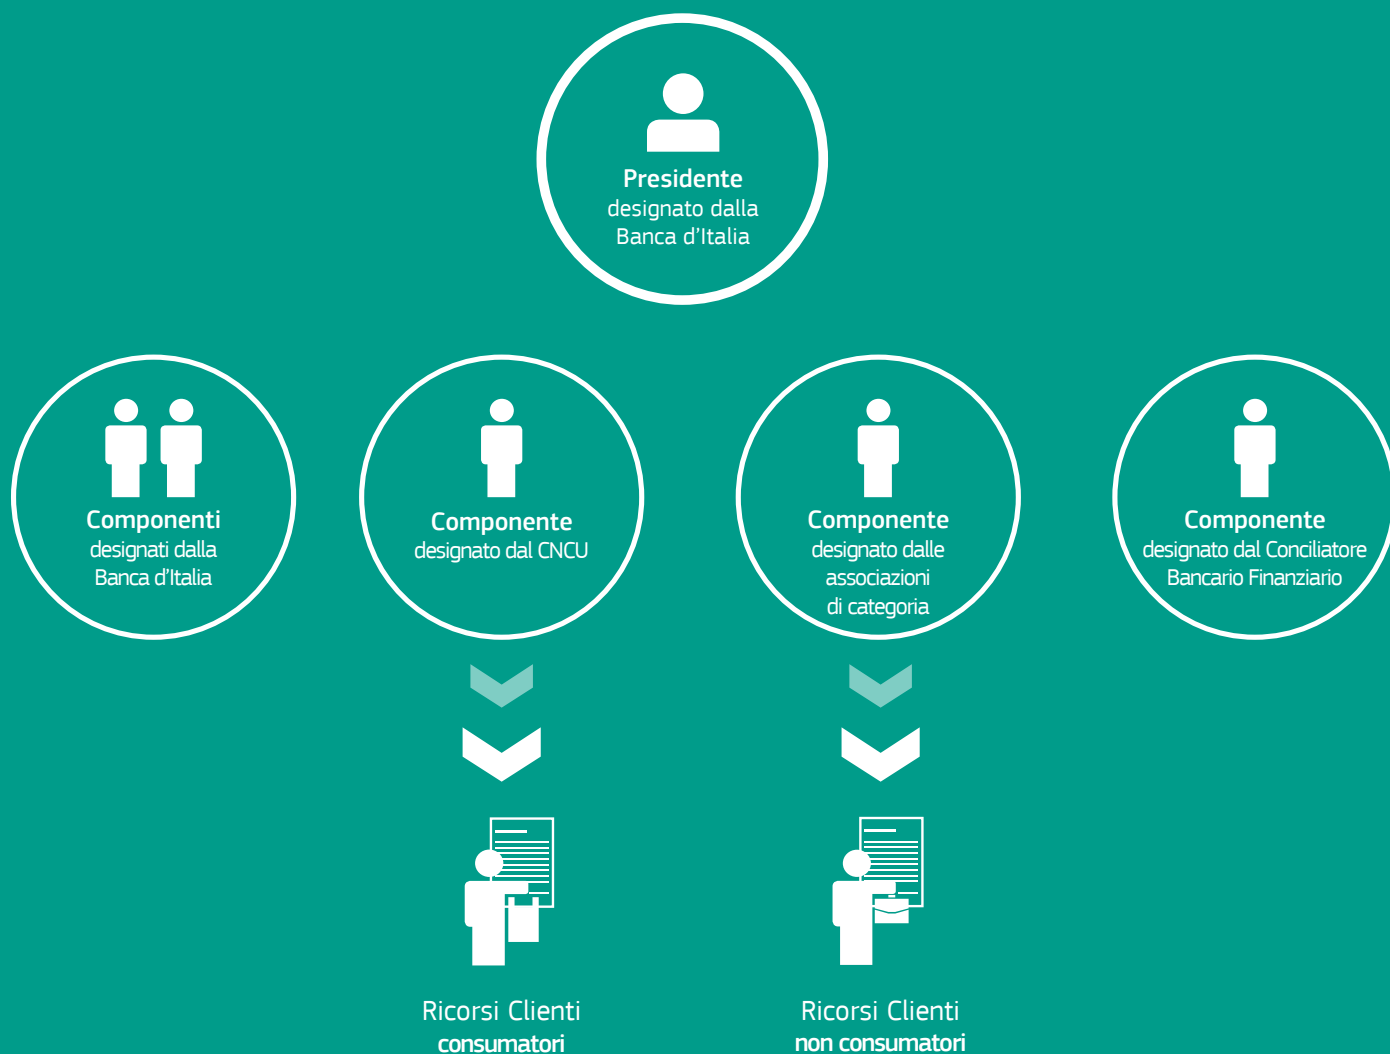 Presidente
designato dalla
Banca d'Italia
Componenti
designati dalla
Banca d'Italia
Componente
designato dal CNCU
Componente
designato dalle
associazioni
di categoria
Componente
designato dal Conciliatore
Bancario Finanziario
Ricorsi Clienti
consumatori
Ricorsi Clienti
non consumatori